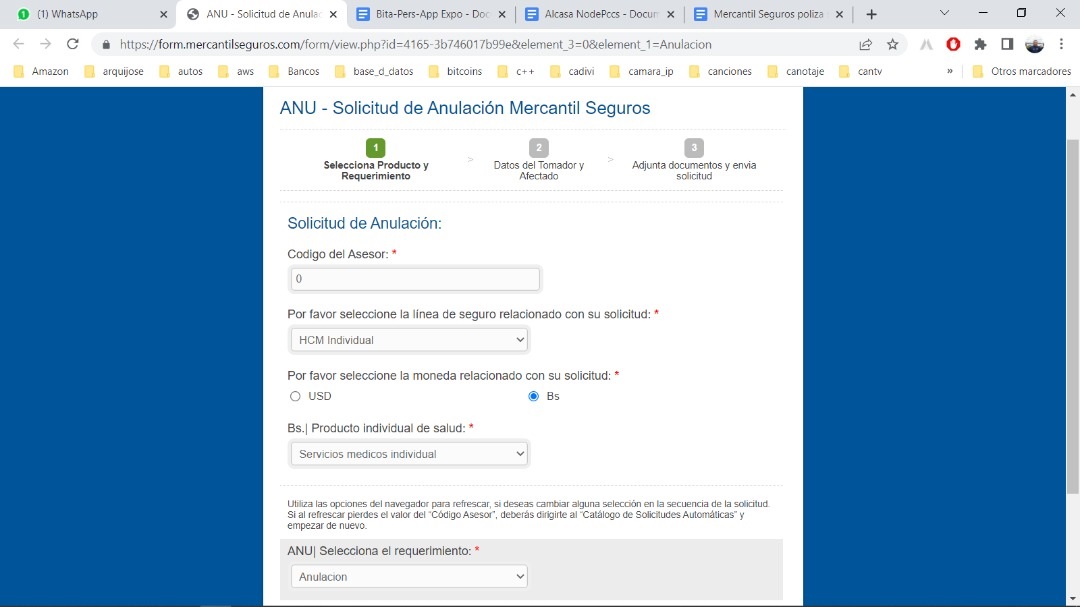 (1) WhatsApp
ANU - Solicitud de Anulac
Bita-Pers-App Expo - Doc
Alcasa NodePccs - Docum
Mercantil Seguros poliza
https://form.mercantilseguros.com/form/view.php?id=4165-3b746017b99e&element_3=0&element_1=Anulacion
Amazon arquijose autos aws Bancos base_d_datos bitcoins c++ cadivi camara_ip canciones canotaje cantv » Otros marcadores
ANU - Solicitud de Anulación Mercantil Seguros
1
Selecciona Producto y
Requerimiento
>
2
Datos del Tomador y
Afectado
>
3
Adjunta documentos y envia
solicitud
Solicitud de Anulación:
Codigo del Asesor: *
0
Por favor seleccione la línea de seguro relacionado con su solicitud: *
HCM Individual
Por favor seleccione la moneda relacionado con su solicitud: *
USD Bs
Bs.| Producto individual de salud: *
Servicios medicos individual
Utiliza las opciones del navegador para refrescar, si deseas cambiar alguna selección en la secuencia de la solicitud.
Si al refrescar pierdes el valor del "Código Asesor", deberás dirigirte al "Catálogo de Solicitudes Automáticas" y
empezar de nuevo.
ANU| Selecciona el requerimiento: *
Anulacion